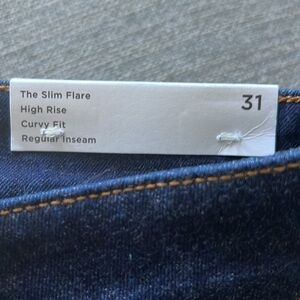 The Slim Flare
31
High Rise
Curvy Fit
Regular Inseam